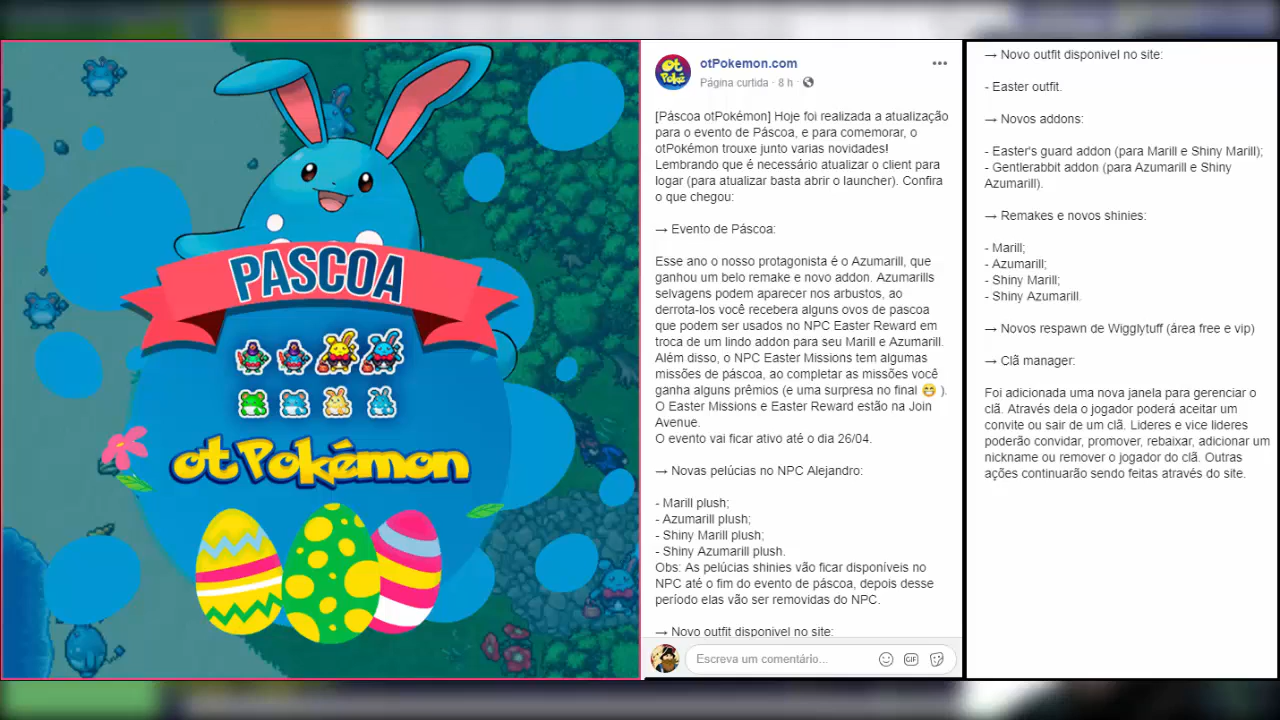 PASCOA
otPokémon
ot
Poké
otPokemon.com
Página curtida · 8 h ·
[Páscoa otPokémon] Hoje foi realizada a atualização
para o evento de Páscoa, e para comemorar, o
otPokémon trouxe junto varias novidades!
Lembrando que é necessário atualizar o client para
logar (para atualizar basta abrir o launcher). Confira
o que chegou:
→ Evento de Páscoa:
Esse ano o nosso protagonista é o Azumarill, que
ganhou um belo remake e novo addon. Azumarills
selvagens podem aparecer nos arbustos, ao
derrota-los você recebera alguns ovos de pascoa
que podem ser usados no NPC Easter Reward em
troca de um lindo addon para seu Marill e Azumarill.
Além disso, o NPC Easter Missions tem algumas
missões de páscoa, ao completar as missões você
ganha alguns prêmios (e uma surpresa no final 😁 ).
O Easter Missions e Easter Reward estão na Join
Avenue.
O evento vai ficar ativo até o dia 26/04.
→ Novas pelúcias no NPC Alejandro:
- Marill plush;
- Azumarill plush;
- Shiny Marill plush;
- Shiny Azumarill plush.
Obs: As pelúcias shinies vão ficar disponíveis no
NPC até o fim do evento de páscoa, depois desse
período elas vão ser removidas do NPC.
→ Novo outfit disponivel no site:
Escreva um comentário...
GIF
→ Novo outfit disponivel no site:
- Easter outfit.
→ Novos addons:
- Easter's guard addon (para Marill e Shiny Marill);
- Gentlerabbit addon (para Azumarill e Shiny
Azumarill).
→ Remakes e novos shinies:
- Marill;
- Azumarill;
- Shiny Marill;
- Shiny Azumarill.
→ Novos respawn de Wigglytuff (área free e vip)
→ Clã manager:
Foi adicionada uma nova janela para gerenciar o
clã. Através dela o jogador poderá aceitar um
convite ou sair de um clã. Lideres e vice lideres
poderão convidar, promover, rebaixar, adicionar um
nickname ou remover o jogador do clã. Outras
ações continuarão sendo feitas através do site.